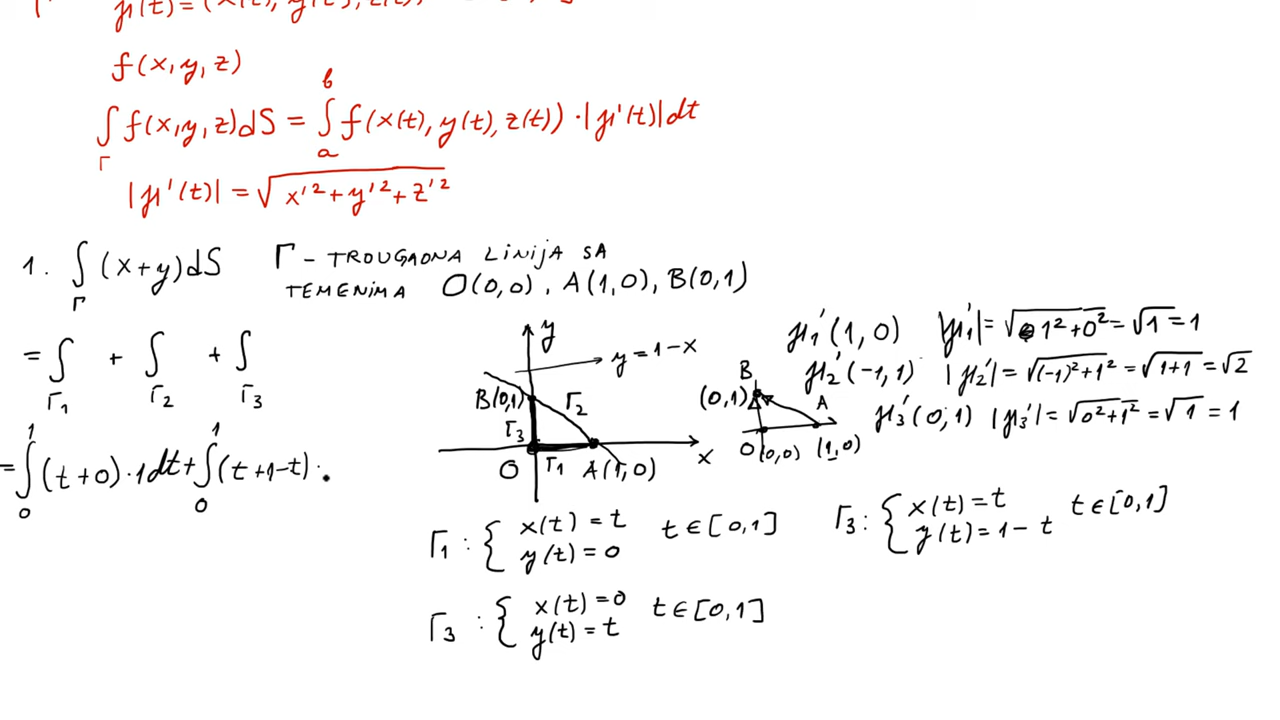 f(x,y,z)
∫_Γ f(x,y,z)dS = ∫_a^b f(x(t), y(t), z(t)) · |γ'(t)| dt
|γ'(t)| = √(x'² + y'² + z'²)
1. ∫_Γ (x+y)dS Γ – TROUGAONA LINIJA SA
TEMENIMA O(0,0), A(1,0), B(0,1)
= ∫_Γ1 + ∫_Γ2 + ∫_Γ3
= ∫_0^1 (t+0)·1dt + ∫_0^1 (t+1-t) ·
y
y = 1-x
B(0,1) Γ2
Γ3
O Γ1 A(1,0) x
B
(0,1) A
O (0,0) (1,0)
γ1'(1,0) |γ1'| = √(1²+0²) = √1 = 1
γ2'(-1,1) |γ2'| = √((-1)²+1²) = √(1+1) = √2
γ3'(0,1) |γ3'| = √(0²+1²) = √1 = 1
Γ1 : { x(t) = t t∈[0,1]
y(t) = 0
Γ3 : { x(t) = t t∈[0,1]
y(t) = 1-t
Γ3 : { x(t) = 0 t∈[0,1]
y(t) = t